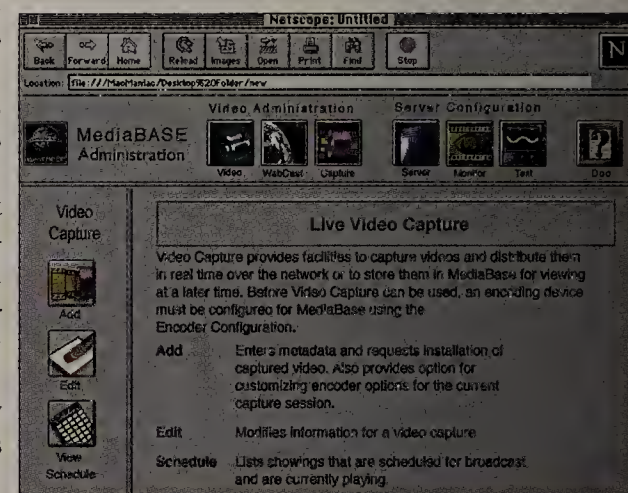 Netscape: Untitled
Back Forward Home Reload Images Open Print Find Stop
N
Location: file:///MacManiac/Desktop%20Folder/new
Video Administration Server Configuration
MediaBASE
Administration
Video WebCast Capture Server Monitor Test Doc
Video
Capture
Add
Edit
View
Schedule
Live Video Capture
Video Capture provides facilities to capture videos and distribute them
in real time over the network or to store them in MediaBase for viewing
at a later time. Before Video Capture can be used, an encoding device
must be configured for MediaBase using the
Encoder Configuration.
Add Enters metadata and requests installation of
captured video. Also provides option for
customizing encoder options for the current
capture session.
Edit Modifies information for a video capture
Schedule Lists showings that are scheduled for broadcast
and are currently playing.